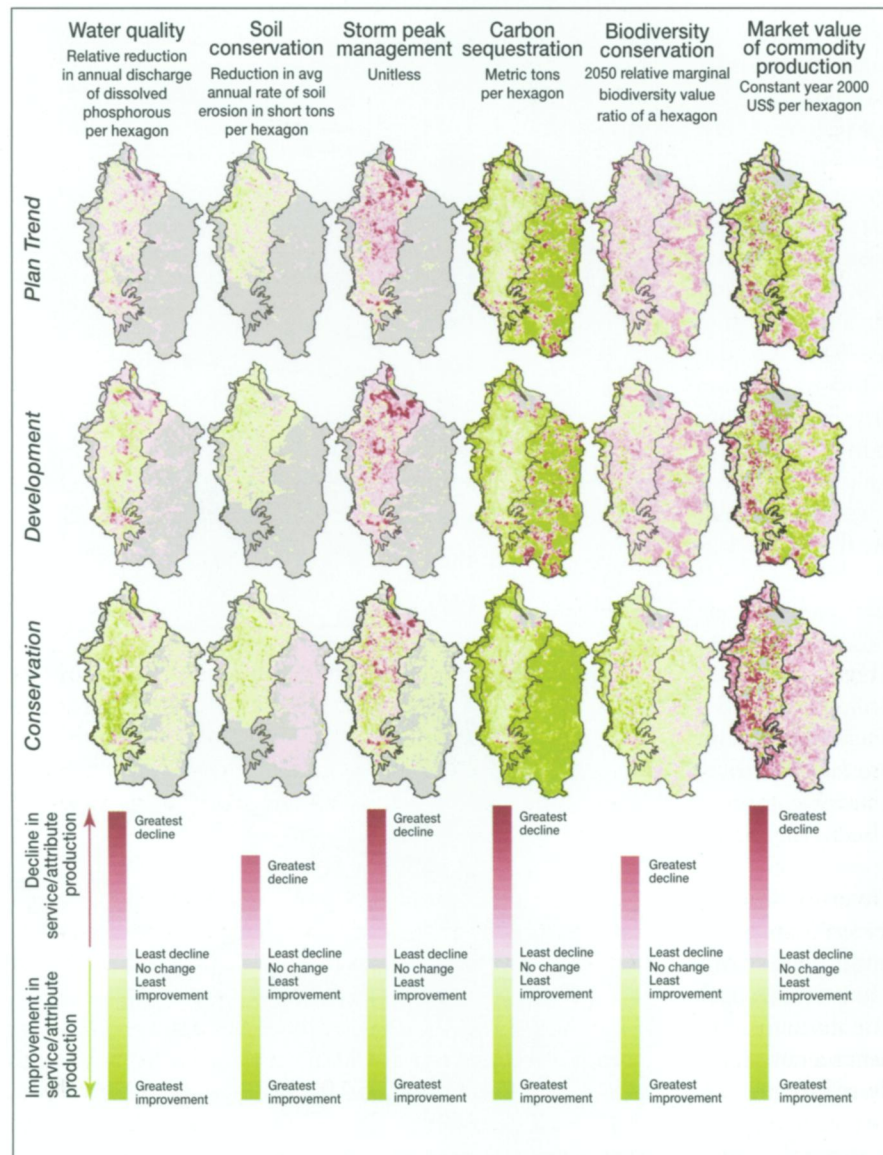 Water quality
Relative reduction
in annual discharge
of dissolved
phosphorous
per hexagon
Soil
conservation
Reduction in avg
annual rate of soil
erosion in short tons
per hexagon
Storm peak
management
Unitless
Carbon
sequestration
Metric tons
per hexagon
Biodiversity
conservation
2050 relative marginal
biodiversity value
ratio of a hexagon
Market value
of commodity
production
Constant year 2000
US$ per hexagon
Plan Trend
Development
Conservation
Decline in
service/attribute
production
Improvement in
service/attribute
production
Greatest
decline
Least decline
No change
Least
improvement
Greatest
improvement
Greatest
decline
Least decline
No change
Least
improvement
Greatest
improvement
Greatest
decline
Least decline
No change
Least
improvement
Greatest
improvement
Greatest
decline
Least decline
No change
Least
improvement
Greatest
improvement
Greatest
decline
Least decline
No change
Least
improvement
Greatest
improvement
Greatest
decline
Least decline
No change
Least
improvement
Greatest
improvement